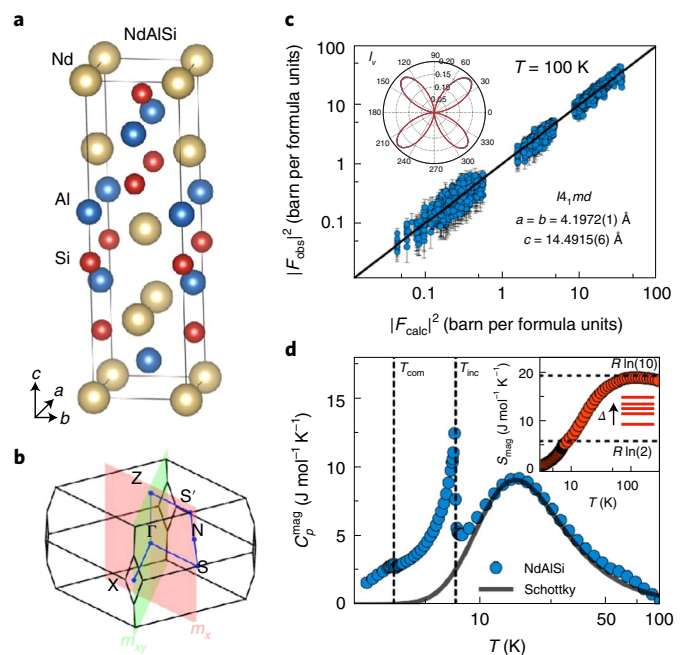 a
NdAlSi
Nd
Al
Si
c
a
b
b
Z
S′
Γ
N
X
S
m_xy
m_x
c
|F_obs|² (barn per formula units)
100
10
1
0.1
I_v
90
120
60
150
30
180
0
210
330
240
300
270
0.20
0.15
0.10
0.05
T = 100 K
I4₁md
a = b = 4.1972(1) Å
c = 14.4915(6) Å
0.1
1
10
100
|F_calc|² (barn per formula units)
d
T_com
T_inc
C_p^mag (J mol⁻¹ K⁻¹)
15
10
5
0
S_mag (J mol⁻¹ K⁻¹)
20
10
0
R ln(10)
Δ
R ln(2)
10
100
T (K)
NdAlSi
Schottky
10
50
100
T (K)